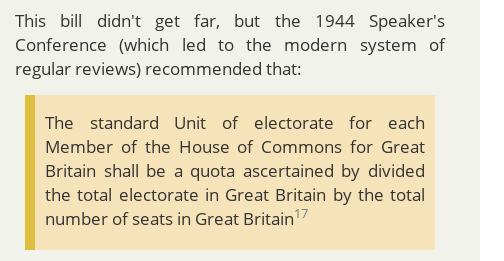 This bill didn't get far, but the 1944 Speaker's
Conference (which led to the modern system of
regular reviews) recommended that:
The standard Unit of electorate for each
Member of the House of Commons for Great
Britain shall be a quota ascertained by divided
the total electorate in Great Britain by the total
number of seats in Great Britain17